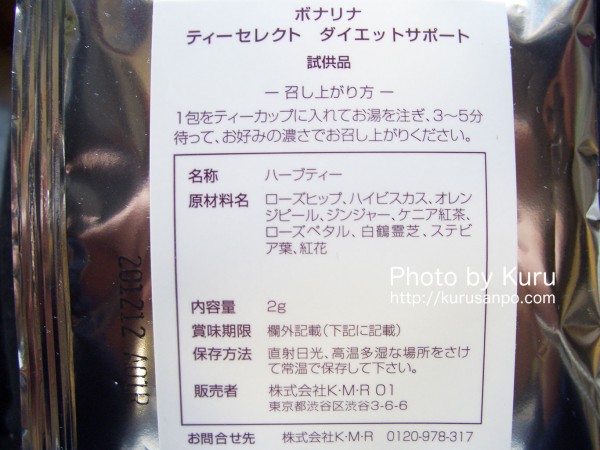 ボナリナ
ティーセレクト ダイエットサポート
試供品
― 召し上がり方 ―
1包をティーカップに入れてお湯を注ぎ、3〜5分
待って、お好みの濃さでお召し上がりください。
名称 ハーブティー
原材料名 ローズヒップ、ハイビスカス、オレン
ジピール、ジンジャー、ケニア紅茶、
ローズペタル、白鶴霊芝、ステビ
ア葉、紅花
Photo by Kuru
http://kurusanpo.com/
内容量 2g
賞味期限 欄外記載(下記に記載)
保存方法 直射日光、高温多湿な場所をさけ
て常温で保存して下さい。
販売者 株式会社K・M・R 01
東京都渋谷区渋谷3-6-6
お問合せ先 株式会社K・M・R 0120-978-317
201212